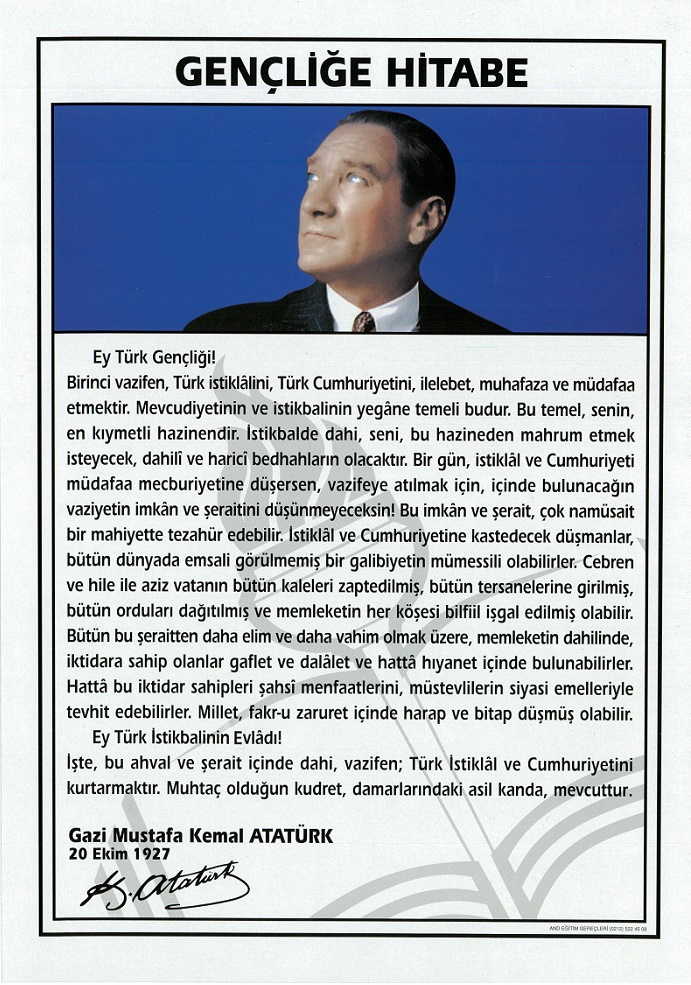 GENÇLİĞE HİTABE
Ey Türk Gençliği!
Birinci vazifen, Türk istiklâlini, Türk Cumhuriyetini, ilelebet, muhafaza ve müdafaa
etmektir. Mevcudiyetinin ve istikbalinin yegâne temeli budur. Bu temel, senin,
en kıymetli hazinendir. İstikbalde dahi, seni, bu hazineden mahrum etmek
isteyecek, dahilî ve haricî bedhahların olacaktır. Bir gün, istiklâl ve Cumhuriyeti
müdafaa mecburiyetine düşersen, vazifeye atılmak için, içinde bulunacağın
vaziyetin imkân ve şeraitini düşünmeyeceksin! Bu imkân ve şerait, çok namüsait
bir mahiyette tezahür edebilir. İstiklâl ve Cumhuriyetine kastedecek düşmanlar,
bütün dünyada emsali görülmemiş bir galibiyetin mümessili olabilirler. Cebren
ve hile ile aziz vatanın bütün kaleleri zaptedilmiş, bütün tersanelerine girilmiş,
bütün orduları dağıtılmış ve memleketin her köşesi bilfiil işgal edilmiş olabilir.
Bütün bu şeraitten daha elim ve daha vahim olmak üzere, memleketin dahilinde,
iktidara sahip olanlar gaflet ve dalâlet ve hattâ hıyanet içinde bulunabilirler.
Hattâ bu iktidar sahipleri şahsî menfaatlerini, müstevlilerin siyasi emelleriyle
tevhit edebilirler. Millet, fakr-u zaruret içinde harap ve bitap düşmüş olabilir.
Ey Türk İstikbalinin Evlâdı!
İşte, bu ahval ve şerait içinde dahi, vazifen; Türk İstiklâl ve Cumhuriyetini
kurtarmaktır. Muhtaç olduğun kudret, damarlarındaki asil kanda, mevcuttur.
Gazi Mustafa Kemal ATATÜRK
20 Ekim 1927
K. Atatürk
AND EĞİTİM GEREÇLERİ (0212) 522 45 08